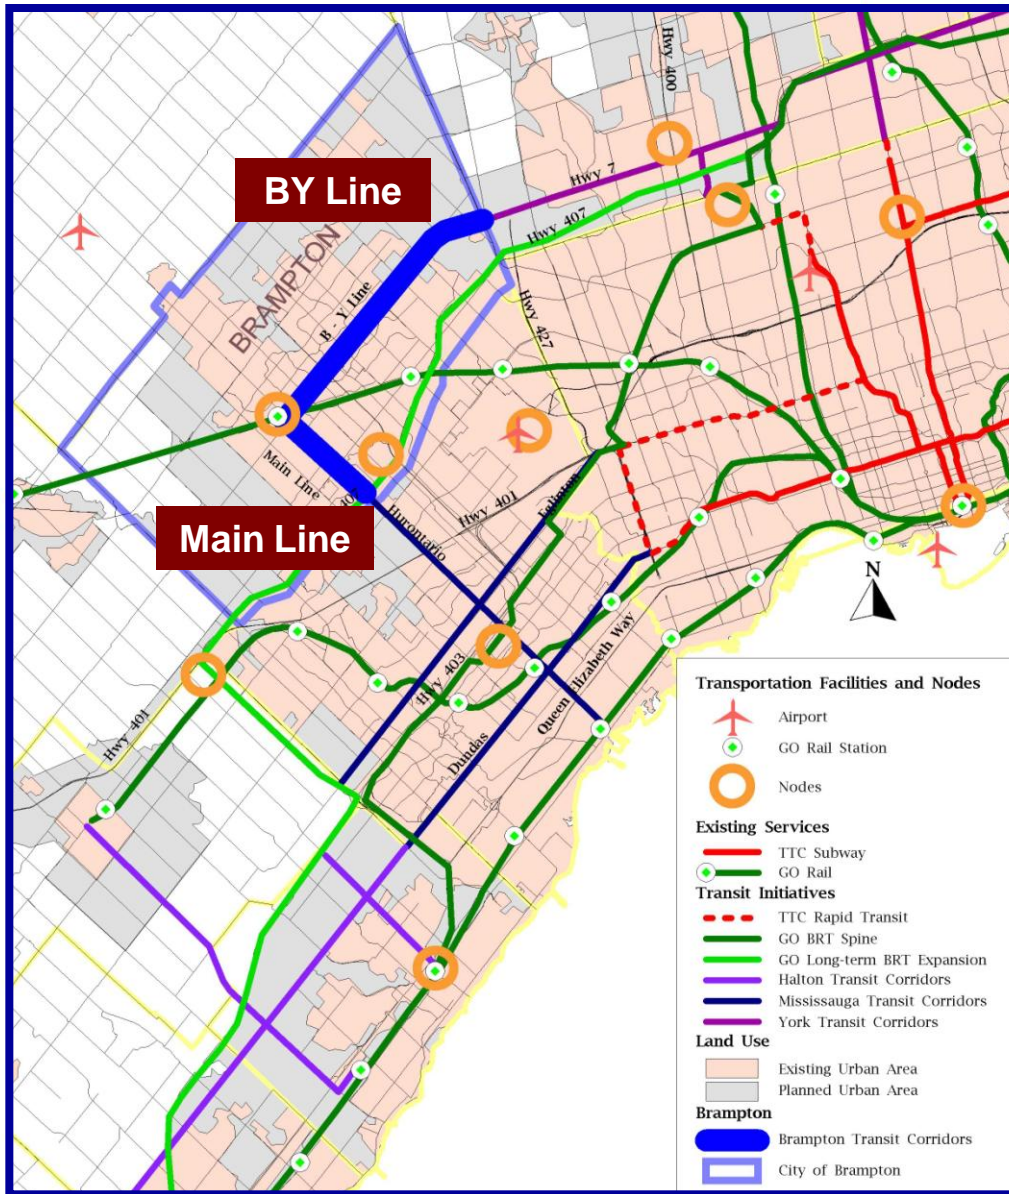 Hwy 400
BY Line
Hwy 7
Hwy 407
BRAMPTON
B - Y line
Hwy 427
Main Line
407
Hwy 401
Eglinton
Main Line
Hurontario
N
Hwy 403
Queen Elizabeth Way
Hwy 401
Dundas
Transportation Facilities and Nodes
Airport
GO Rail Station
Nodes
Existing Services
TTC Subway
GO Rail
Transit Initiatives
TTC Rapid Transit
GO BRT Spine
GO Long-term BRT Expansion
Halton Transit Corridors
Mississauga Transit Corridors
York Transit Corridors
Land Use
Existing Urban Area
Planned Urban Area
Brampton
Brampton Transit Corridors
City of Brampton